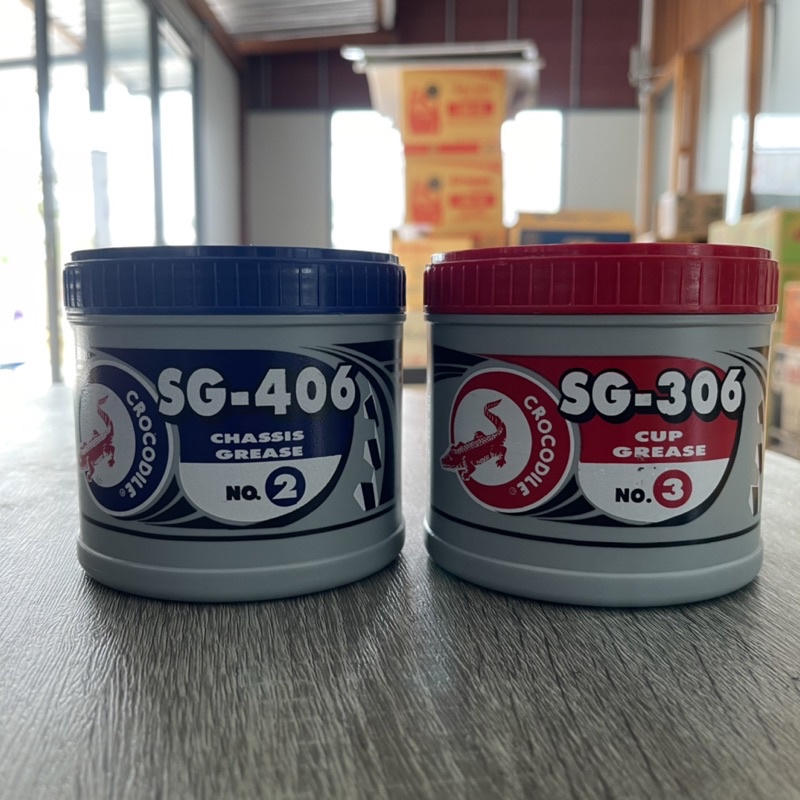 CROCODILE®
SG-406
CHASSIS
GREASE
NO. 2
CROCODILE®
SG-306
CUP
GREASE
NO. 3